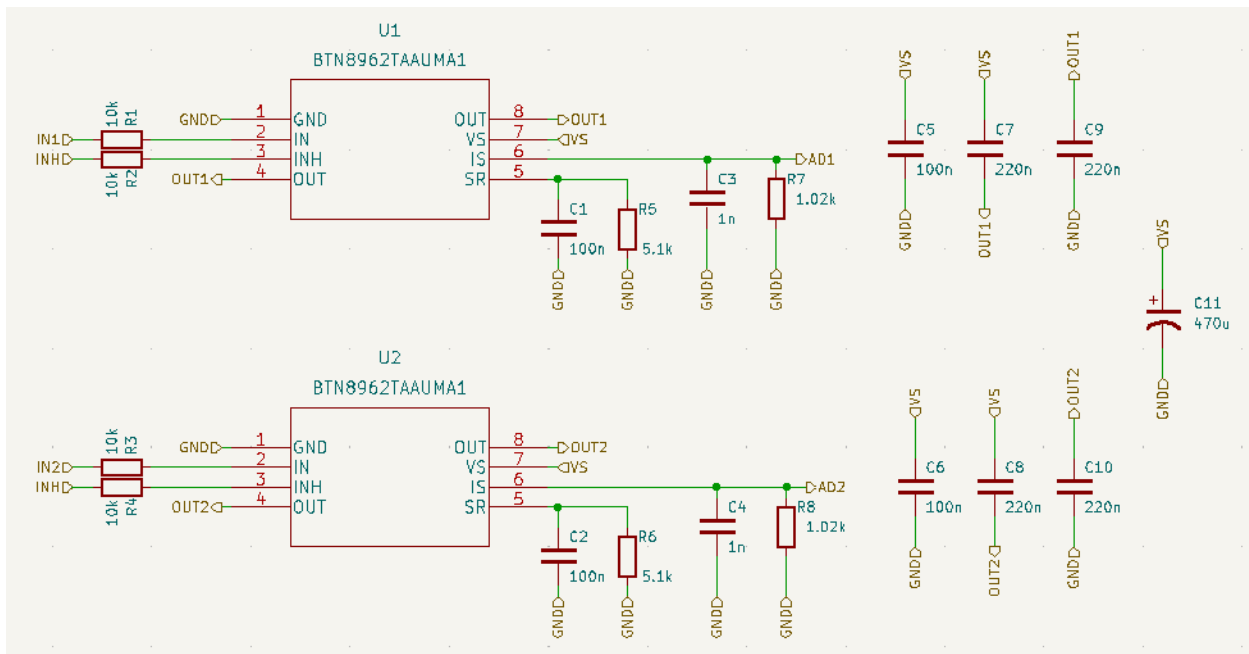 U1
BTN8962TAAUMA1
10k
R1
IN1
INH
10k
R2
GND
OUT1
1
2
3
4
GND
IN
INH
OUT
OUT
VS
IS
SR
8
7
6
5
OUT1
VS
AD1
C1
100n
GND
R5
5.1k
GND
C3
1n
GND
R7
1.02k
GND
VS
C5
100n
GND
VS
C7
220n
OUT1
OUT1
C9
220n
GND
VS
+
C11
470u
GND
U2
BTN8962TAAUMA1
10k
R3
IN2
INH
10k
R4
GND
OUT2
1
2
3
4
GND
IN
INH
OUT
OUT
VS
IS
SR
8
7
6
5
OUT2
VS
AD2
C2
100n
GND
R6
5.1k
GND
C4
1n
GND
R8
1.02k
GND
VS
C6
100n
GND
VS
C8
220n
OUT2
OUT2
C10
220n
GND